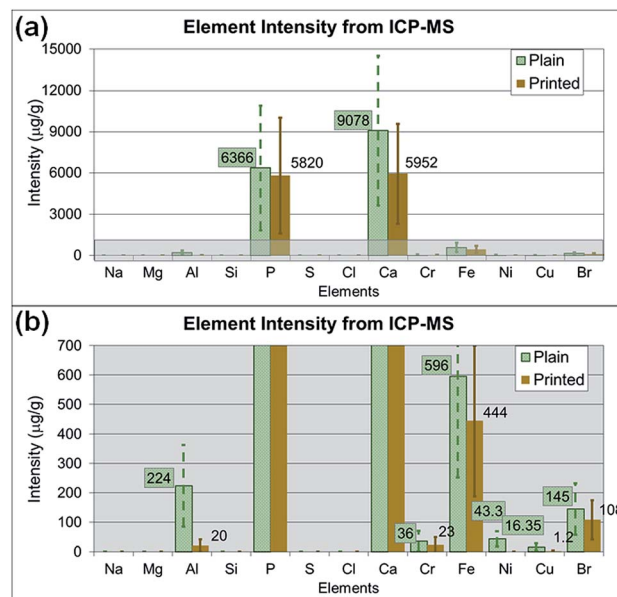 (a)
Element Intensity from ICP-MS
Intensity (µg/g)
15000
12000
9000
6000
3000
0
Plain
Printed
6366
5820
9078
5952
Na Mg Al Si P S Cl Ca Cr Fe Ni Cu Br
Elements
(b)
Element Intensity from ICP-MS
Intensity (µg/g)
700
600
500
400
300
200
100
0
Plain
Printed
224
20
36
23
596
444
43.3
16.35
1.2
145
108
Na Mg Al Si P S Cl Ca Cr Fe Ni Cu Br
Elements